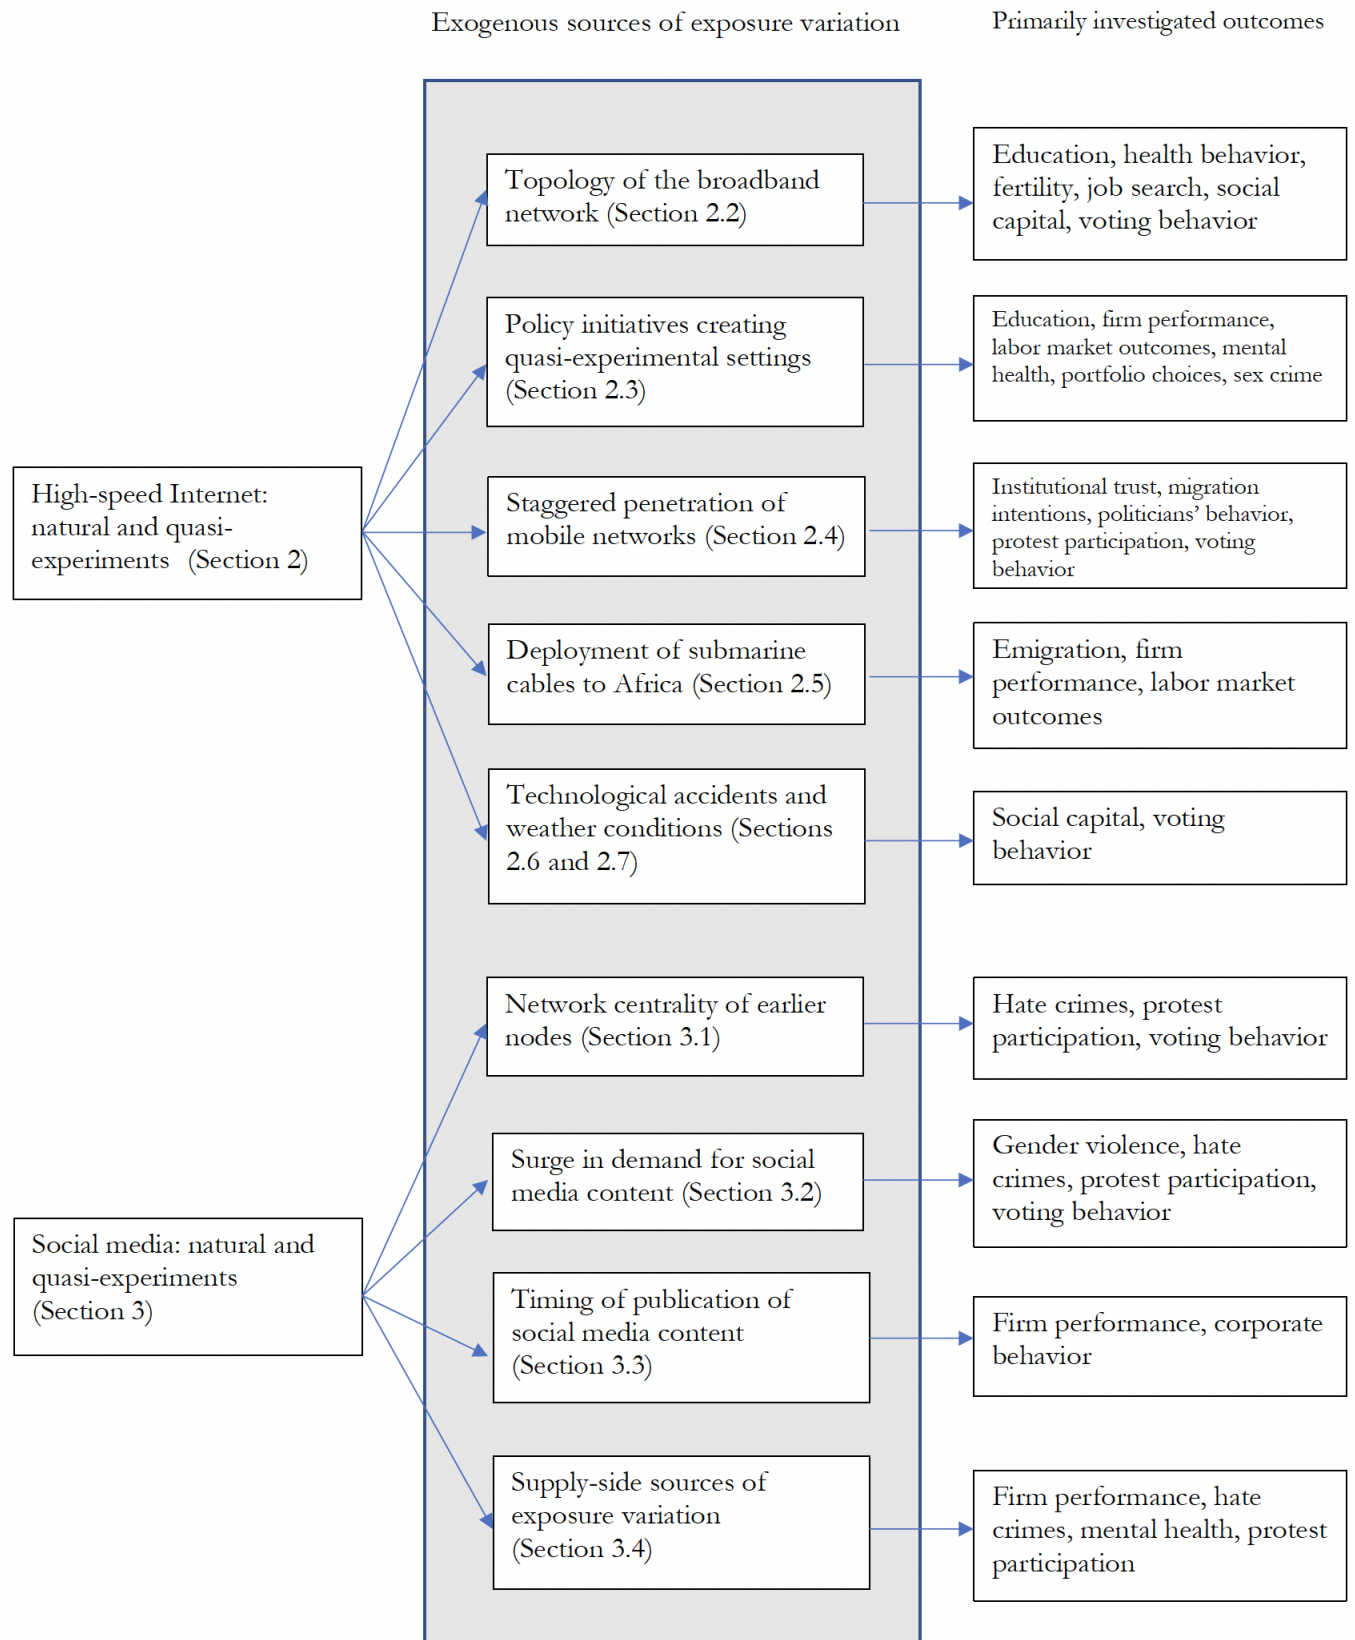 Exogenous sources of exposure variation
Primarily investigated outcomes
Topology of the broadband
network (Section 2.2)
Education, health behavior,
fertility, job search, social
capital, voting behavior
Policy initiatives creating
quasi-experimental settings
(Section 2.3)
Education, firm performance,
labor market outcomes, mental
health, portfolio choices, sex crime
High-speed Internet:
natural and quasi-
experiments (Section 2)
Staggered penetration of
mobile networks (Section 2.4)
Institutional trust, migration
intentions, politicians’ behavior,
protest participation, voting
behavior
Deployment of submarine
cables to Africa (Section 2.5)
Emigration, firm
performance, labor market
outcomes
Technological accidents and
weather conditions (Sections
2.6 and 2.7)
Social capital, voting
behavior
Network centrality of earlier
nodes (Section 3.1)
Hate crimes, protest
participation, voting behavior
Surge in demand for social
media content (Section 3.2)
Gender violence, hate
crimes, protest participation,
voting behavior
Social media: natural and
quasi-experiments
(Section 3)
Timing of publication of
social media content
(Section 3.3)
Firm performance, corporate
behavior
Supply-side sources of
exposure variation
(Section 3.4)
Firm performance, hate
crimes, mental health, protest
participation